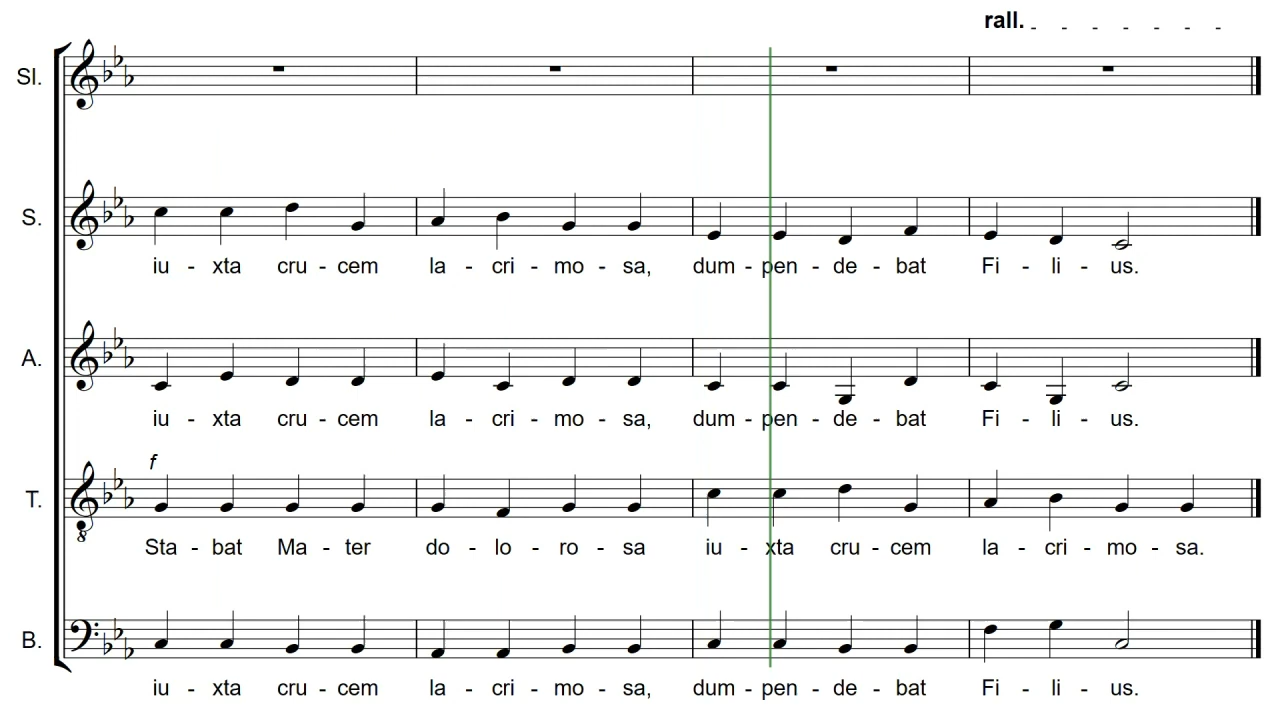 rall.
Sl.
S.
iu - xta cru - cem la - cri - mo - sa, dum - pen - de - bat Fi - li - us.
A.
iu - xta cru - cem la - cri - mo - sa, dum - pen - de - bat Fi - li - us.
f
T.
8
Sta - bat Ma - ter do - lo - ro - sa iu - xta cru - cem la - cri - mo - sa.
B.
iu - xta cru - cem la - cri - mo - sa, dum - pen - de - bat Fi - li - us.